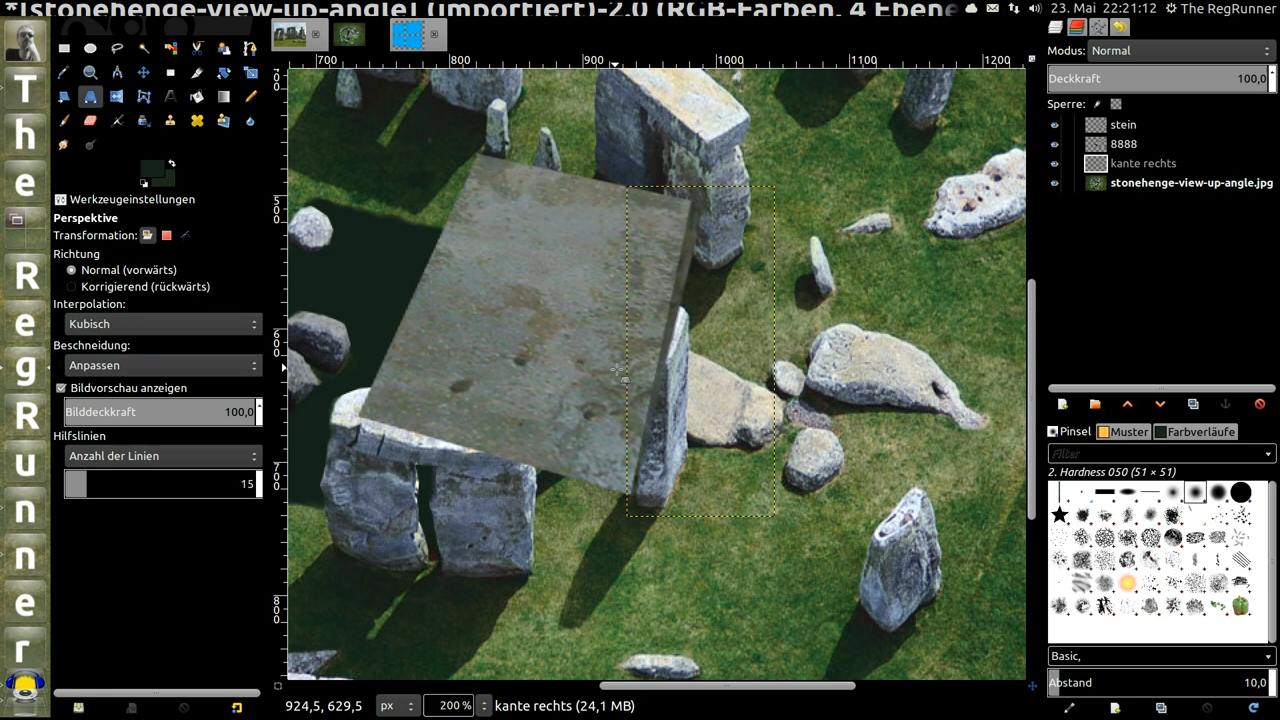 *[stonehenge-view-up-angle] (importiert)-2.0 (RGB-Farben, 4 Ebene
23. Mai 22:21:12 The RegRunner
T
h
e
R
e
g
R
u
n
n
e
r
Werkzeugeinstellungen
Perspektive
Transformation:
Richtung
Normal (vorwärts)
Korrigierend (rückwärts)
Interpolation:
Kubisch
Beschneidung:
Anpassen
Bildvorschau anzeigen
Bilddeckkraft 100,0
Hilfslinien
Anzahl der Linien
15
700 800 900 1000 1100 1200
500
600
700
800
924,5, 629,5 px 200 % kante rechts (24,1 MB)
Modus: Normal
Deckkraft 100,0
Sperre:
stein
8888
kante rechts
stonehenge-view-up-angle.jpg
Pinsel Muster Farbverläufe
Filter
2. Hardness 050 (51 × 51)
Basic,
Abstand 10,0